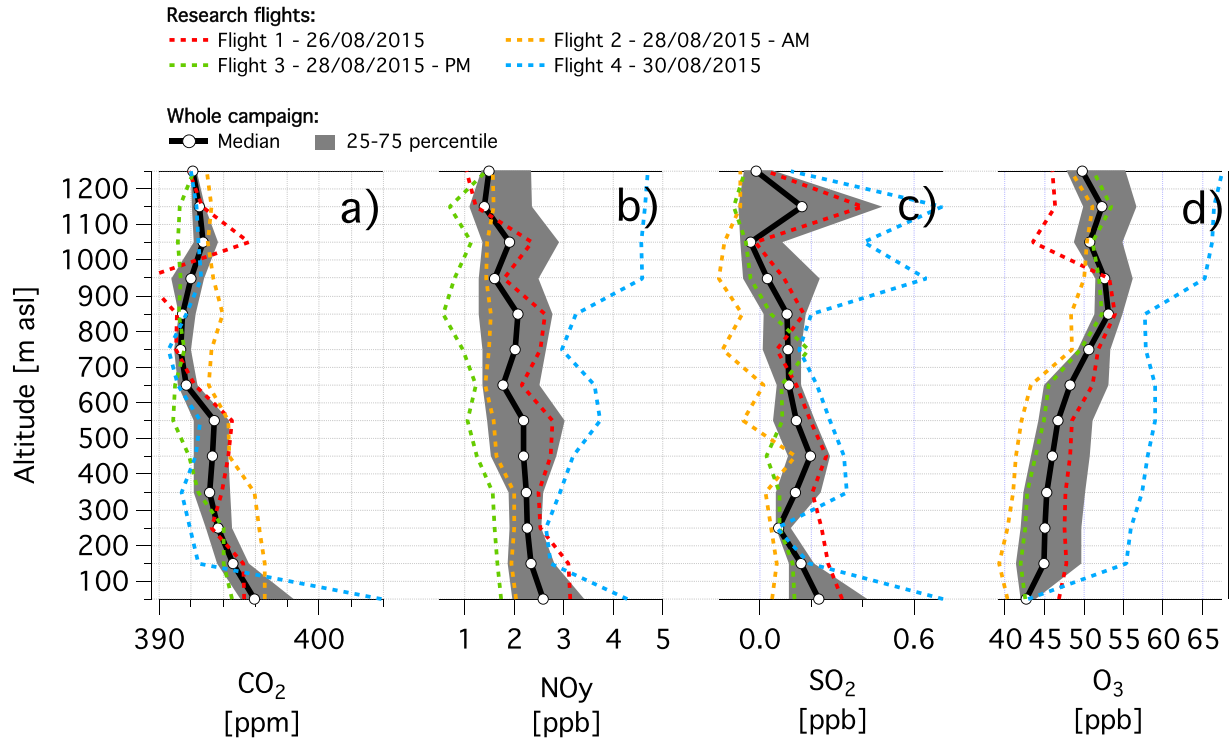 Research flights:
Flight 1 - 26/08/2015 Flight 2 - 28/08/2015 - AM
Flight 3 - 28/08/2015 - PM Flight 4 - 30/08/2015
Whole campaign:
Median 25-75 percentile
a) b) c) d)
Altitude [m asl]
1200
1100
1000
900
800
700
600
500
400
300
200
100
390 400 1 2 3 4 5 0.0 0.6 40 45 50 55 60 65
CO₂ NOy SO₂ O₃
[ppm] [ppb] [ppb] [ppb]